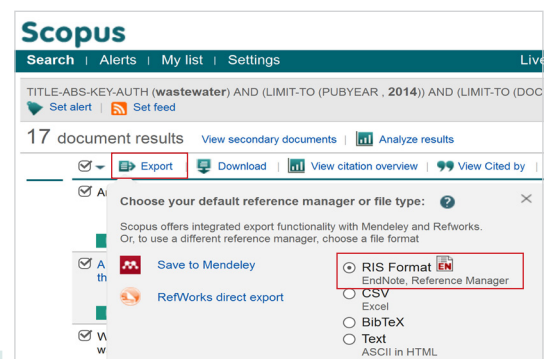 Scopus
Search | Alerts | My list | Settings Live
TITLE-ABS-KEY-AUTH (wastewater) AND (LIMIT-TO (PUBYEAR , 2014)) AND (LIMIT-TO (DOC
Set alert | Set feed
17 document results View secondary documents | Analyze results
Export | Download | View citation overview | View Cited by |
Choose your default reference manager or file type: ?
Scopus offers integrated export functionality with Mendeley and Refworks.
Or, to use a different reference manager, choose a file format
Save to Mendeley
RefWorks direct export
RIS Format EN
EndNote, Reference Manager
CSV
Excel
BibTeX
Text
ASCII in HTML